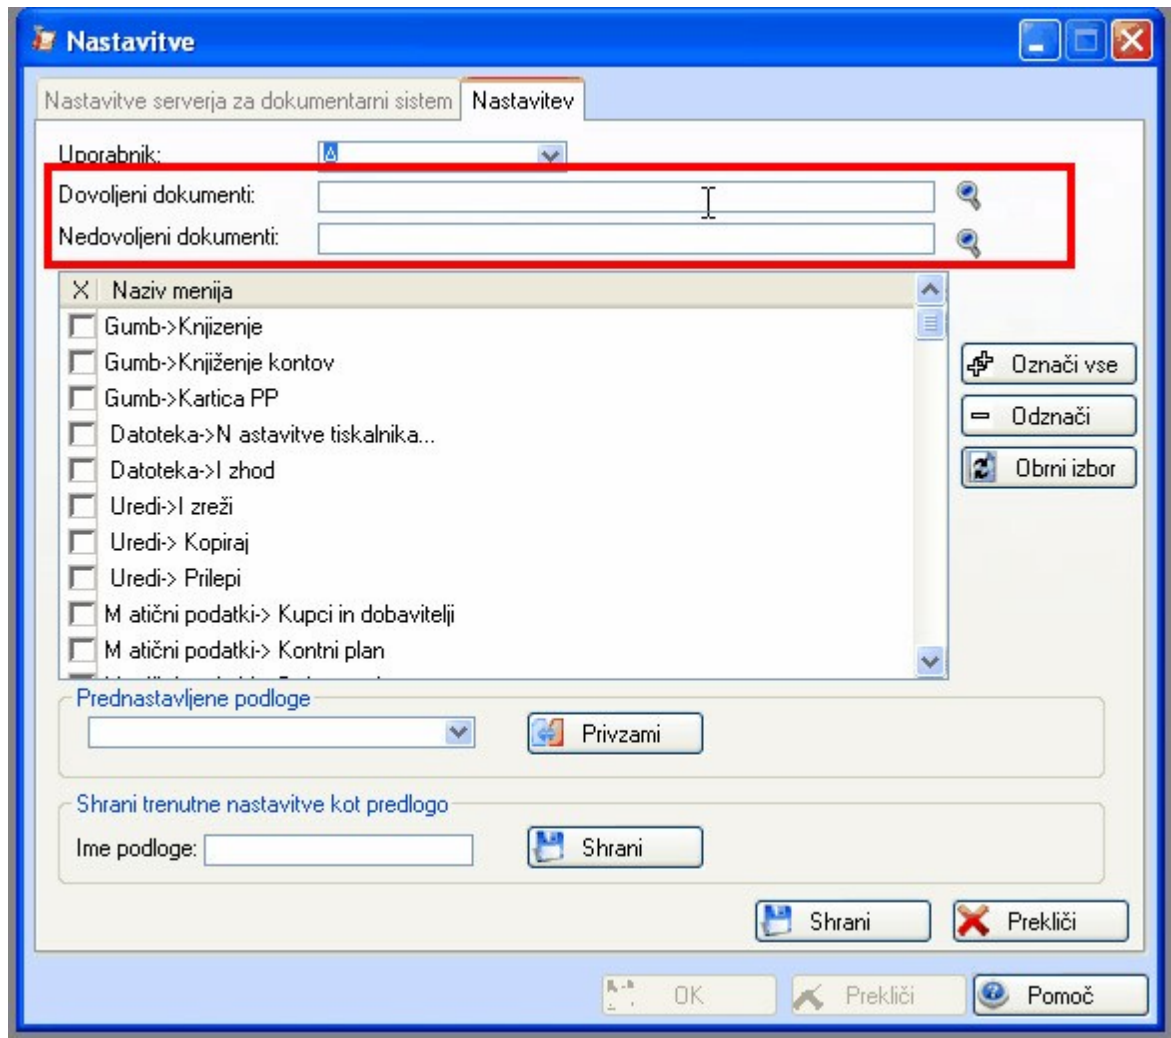 Nastavitve
Nastavitve serverja za dokumentarni sistem Nastavitev
Uporabnik: A
Dovoljeni dokumenti:
Nedovoljeni dokumenti:
X Naziv menija
Gumb->Knjizenje
Gumb->Knjiženje kontov
Gumb->Kartica PP
Datoteka->N astavitve tiskalnika...
Datoteka->I zhod
Uredi->I zreži
Uredi-> Kopiraj
Uredi-> Prilepi
M atični podatki-> Kupci in dobavitelji
M atični podatki-> Kontni plan
Označi vse
Odznači
Obrni izbor
Prednastavljene podloge
Privzami
Shrani trenutne nastavitve kot predlogo
Ime podloge: Shrani
Shrani Prekliči
OK Prekliči Pomoč